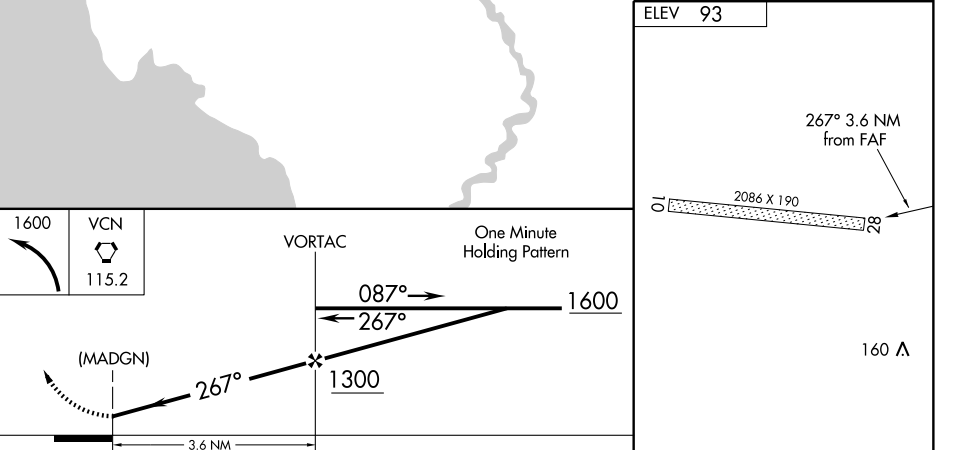 ELEV 93
267° 3.6 NM
from FAF
2086 X 190
10
28
160
1600
VCN
115.2
VORTAC
One Minute
Holding Pattern
087°
267°
1600
(MADGN)
267°
1300
3.6 NM